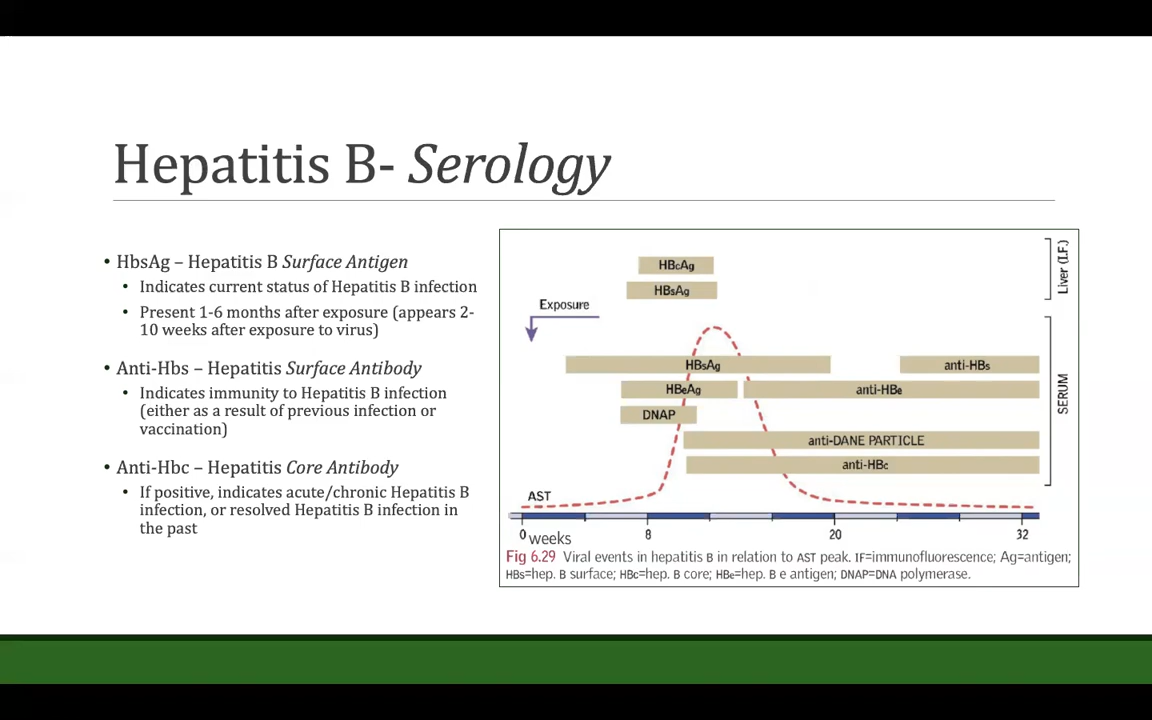 Hepatitis B- Serology
• HbsAg – Hepatitis B Surface Antigen
• Indicates current status of Hepatitis B infection
• Present 1-6 months after exposure (appears 2-
10 weeks after exposure to virus)
• Anti-Hbs – Hepatitis Surface Antibody
• Indicates immunity to Hepatitis B infection
(either as a result of previous infection or
vaccination)
• Anti-Hbc – Hepatitis Core Antibody
• If positive, indicates acute/chronic Hepatitis B
infection, or resolved Hepatitis B infection in
the past
HBcAg
HBsAg
Liver (I.F.)
Exposure
HBsAg
anti-HBs
HBeAg
anti-HBe
DNAP
SERUM
anti-DANE PARTICLE
anti-HBc
AST
0 weeks 8 20 32
Fig 6.29 Viral events in hepatitis B in relation to AST peak. IF=immunofluorescence; Ag=antigen;
HBs=hep. B surface; HBc=hep. B core; HBe=hep. B e antigen; DNAP=DNA polymerase.